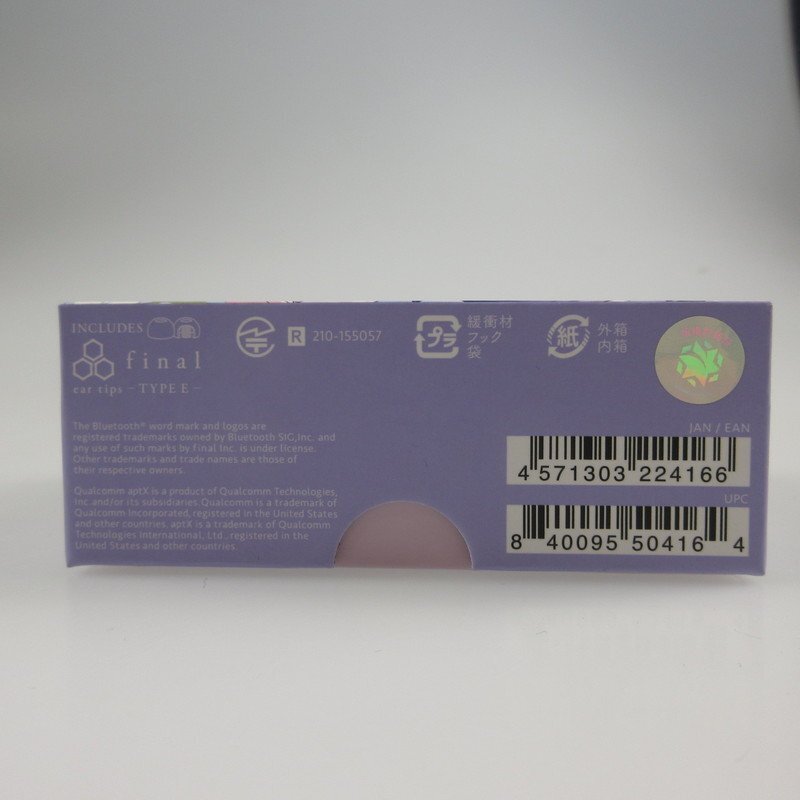 INCLUDES
final
ear tips – TYPE E –
R 210-155057
プラ
緩衝材
フック
袋
紙
外箱
内箱
The Bluetooth® word mark and logos are
registered trademarks owned by Bluetooth SIG,Inc. and
any use of such marks by final Inc. is under license.
Other trademarks and trade names are those of
their respective owners.
Qualcomm aptX is a product of Qualcomm Technologies,
Inc.and/or its subsidiaries Qualcomm is a trademark of
Qualcomm Incorporated, registered in the United States
and other countries. aptX is a trademark of Qualcomm
Technologies International. Ltd., registered in the
United States and other countries.
JAN / EAN
4 571303 224166
UPC
8 40095 50416 4